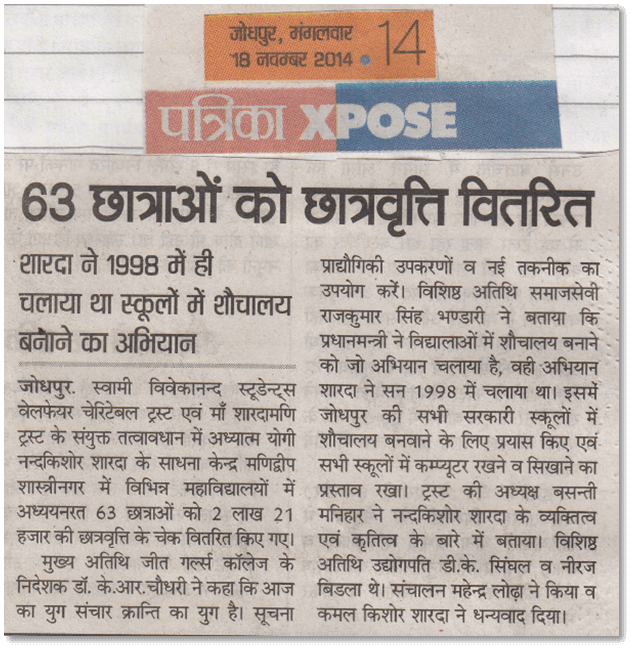 जोधपुर, मंगलवार
18 नवम्बर 2014 • 14
पत्रिका XPOSE
63 छात्राओं को छात्रवृत्ति वितरित
शारदा ने 1998 में ही
चलाया था स्कूलों में शौचालय
बनाने का अभियान
जोधपुर. स्वामी विवेकानन्द स्टूडेन्ट्स
वेलफेयर चेरिटेबल ट्रस्ट एवं माँ शारदामणि
ट्रस्ट के संयुक्त तत्वावधान में अध्यात्म योगी
नन्दकिशोर शारदा के साधना केन्द्र मणिद्वीप
शास्त्रीनगर में विभिन्न महाविद्यालयों में
अध्ययनरत 63 छात्राओं को 2 लाख 21
हजार की छात्रवृत्ति के चेक वितरित किए गए।
मुख्य अतिथि जीत गर्ल्स कॉलेज के
निदेशक डॉ. के.आर.चौधरी ने कहा कि आज
का युग संचार क्रान्ति का युग है। सूचना
प्राद्यौगिकी उपकरणों व नई तकनीक का
उपयोग करें। विशिष्ठ अतिथि समाजसेवी
राजकुमार सिंह भण्डारी ने बताया कि
प्रधानमन्त्री ने विद्यालाओं में शौचालय बनाने
को जो अभियान चलाया है, वही अभियान
शारदा ने सन 1998 में चलाया था। इसमें
जोधपुर की सभी सरकारी स्कूलों में
शौचालय बनवाने के लिए प्रयास किए एवं
सभी स्कूलों में कम्प्यूटर रखने व सिखाने का
प्रस्ताव रखा। ट्रस्ट की अध्यक्ष बसन्ती
मनिहार ने नन्दकिशोर शारदा के व्यक्तित्व
एवं कृतित्व के बारे में बताया। विशिष्ठ
अतिथि उद्योगपति डी.के. सिंघल व नीरज
बिडला थे। संचालन महेन्द्र लोढ़ा ने किया व
कमल किशोर शारदा ने धन्यवाद दिया।